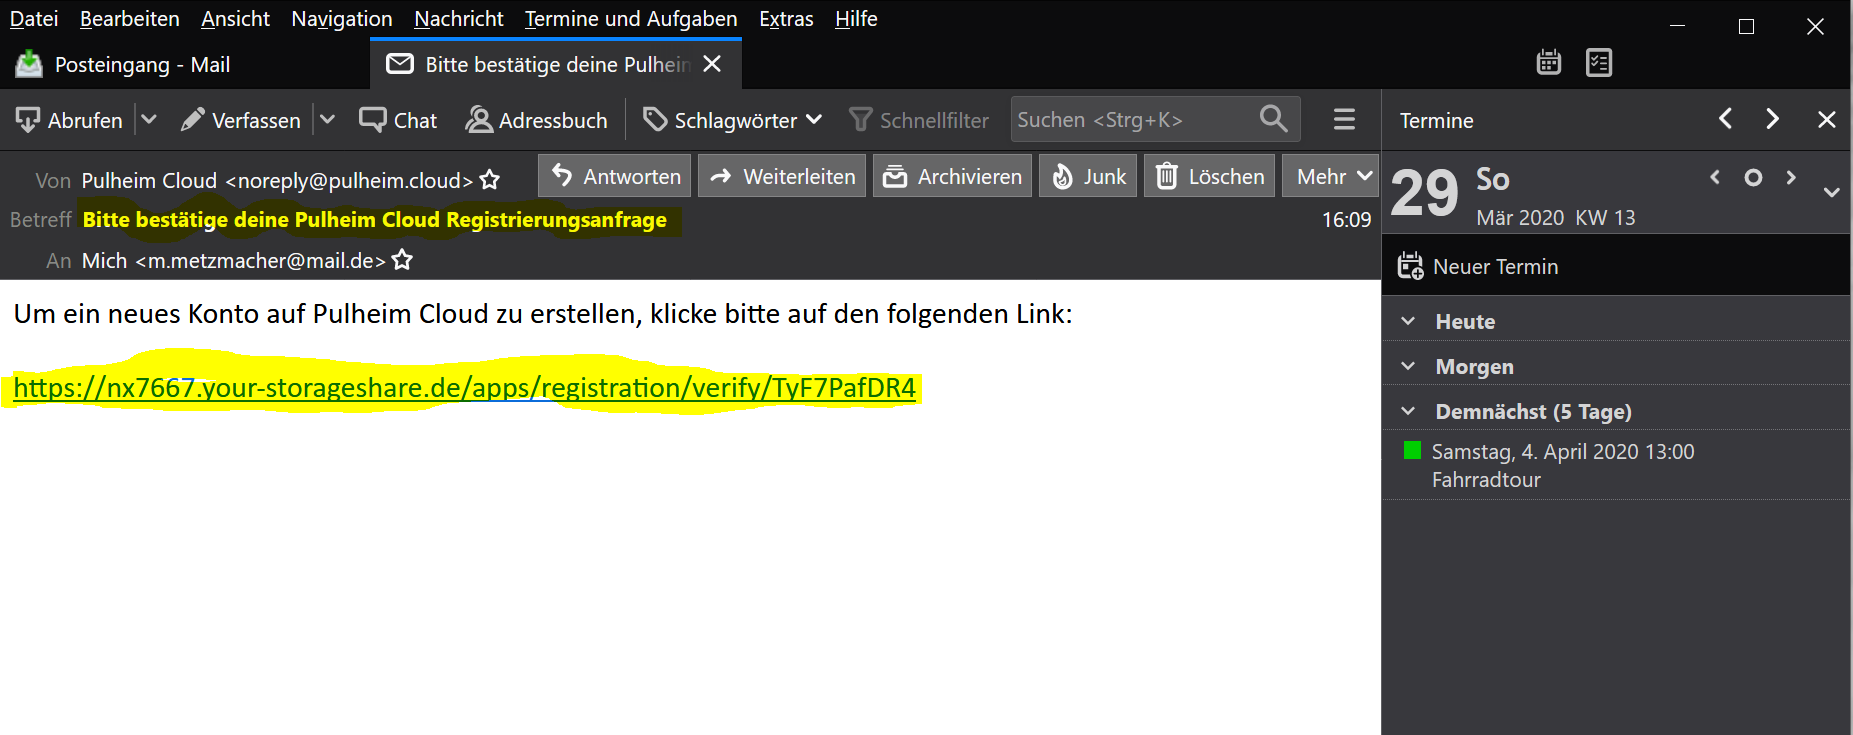 Datei Bearbeiten Ansicht Navigation Nachricht Termine und Aufgaben Extras Hilfe
Posteingang - Mail
Bitte bestätige deine Pulhein
Abrufen Verfassen Chat Adressbuch Schlagwörter Schnellfilter Suchen <Strg+K>
Von Pulheim Cloud <noreply@pulheim.cloud> Antworten Weiterleiten Archivieren Junk Löschen Mehr
Betreff Bitte bestätige deine Pulheim Cloud Registrierungsanfrage 16:09
An Mich <m.metzmacher@mail.de>
Um ein neues Konto auf Pulheim Cloud zu erstellen, klicke bitte auf den folgenden Link:
https://nx7667.your-storageshare.de/apps/registration/verify/TyF7PafDR4
Termine
29 So
Mär 2020 KW 13
Neuer Termin
Heute
Morgen
Demnächst (5 Tage)
Samstag, 4. April 2020 13:00
Fahrradtour